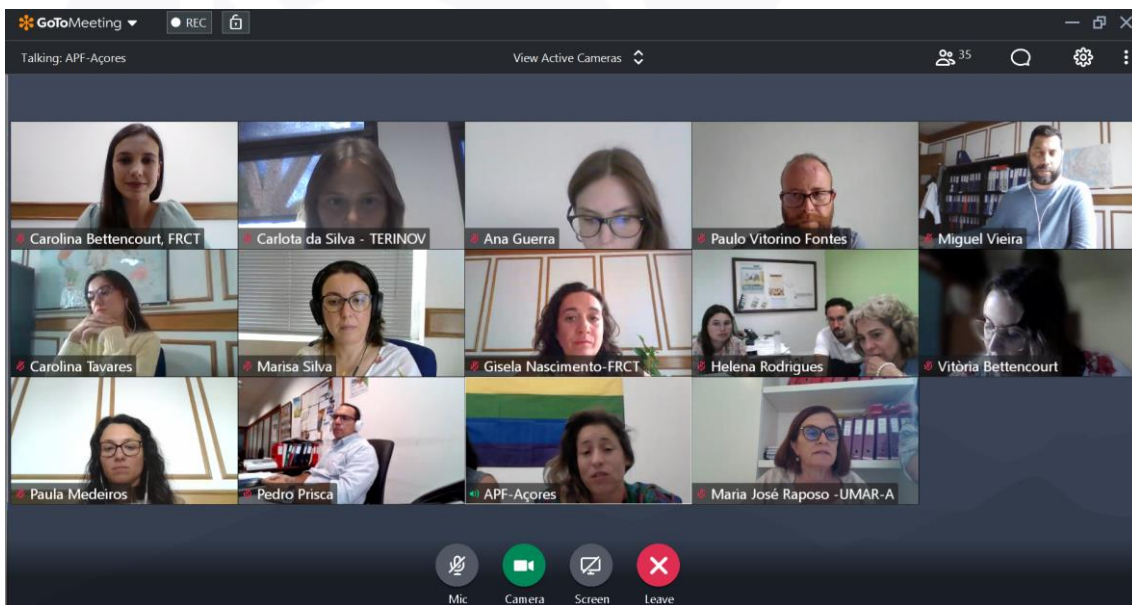 GoToMeeting
REC
Talking: APF-Açores
View Active Cameras
35
Carolina Bettencourt, FRCT
Carlota da Silva - TERINOV
Ana Guerra
Paulo Vitorino Fontes
Miguel Vieira
Carolina Tavares
Marisa Silva
Gisela Nascimento-FRCT
Helena Rodrigues
Vitòria Bettencourt
Paula Medeiros
Pedro Prisca
APF-Açores
Maria José Raposo -UMAR-A
Mic
Camera
Screen
Leave